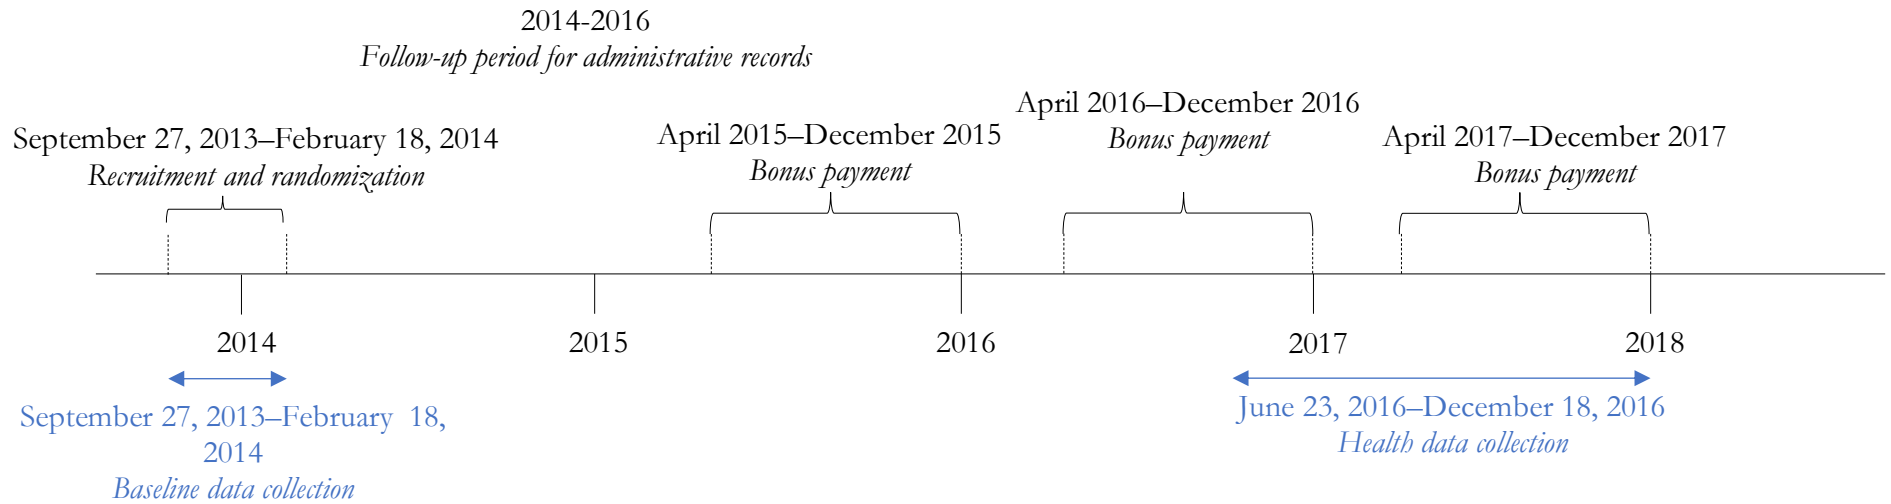 2014-2016
Follow-up period for administrative records
September 27, 2013–February 18, 2014
Recruitment and randomization
April 2015–December 2015
Bonus payment
April 2016–December 2016
Bonus payment
April 2017–December 2017
Bonus payment
2014
2015
2016
2017
2018
September 27, 2013–February 18,
2014
Baseline data collection
June 23, 2016–December 18, 2016
Health data collection